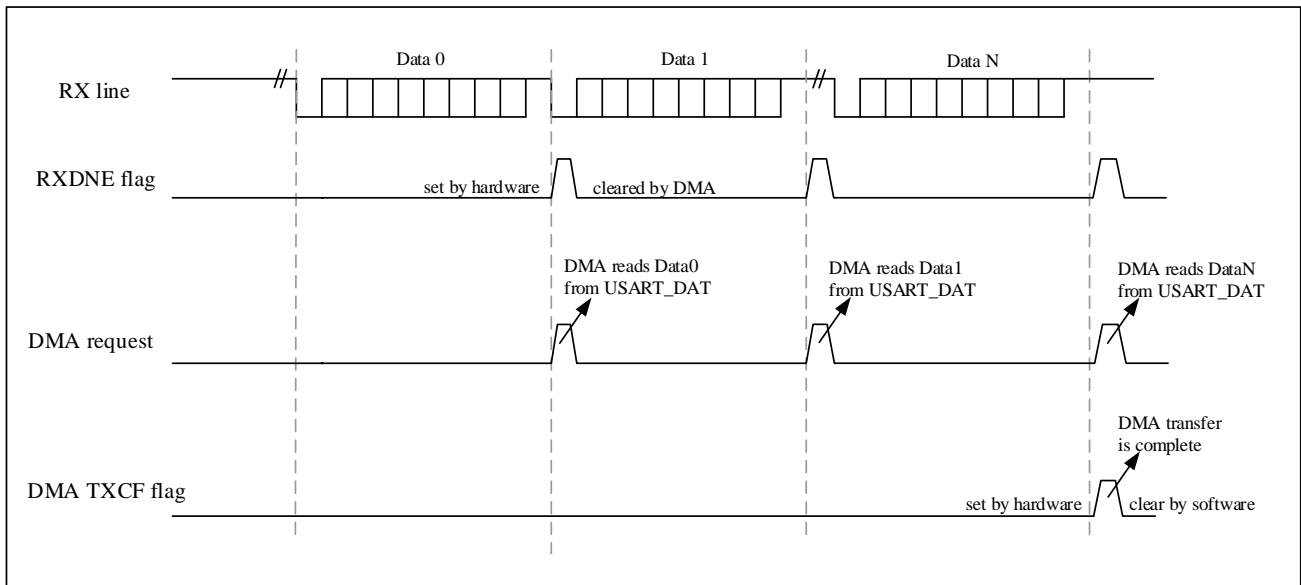 Data 0
Data 1
Data N
RX line
RXDNE flag
set by hardware
cleared by DMA
DMA reads Data0
from USART_DAT
DMA reads Data1
from USART_DAT
DMA reads DataN
from USART_DAT
DMA request
DMA transfer
is complete
DMA TXCF flag
set by hardware
clear by software